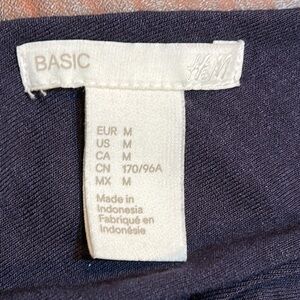 BASIC
H&M
EUR M
US M
CA M
CN 170/96A
MX M
Made in
Indonesia
Fabriqué en
Indonésie